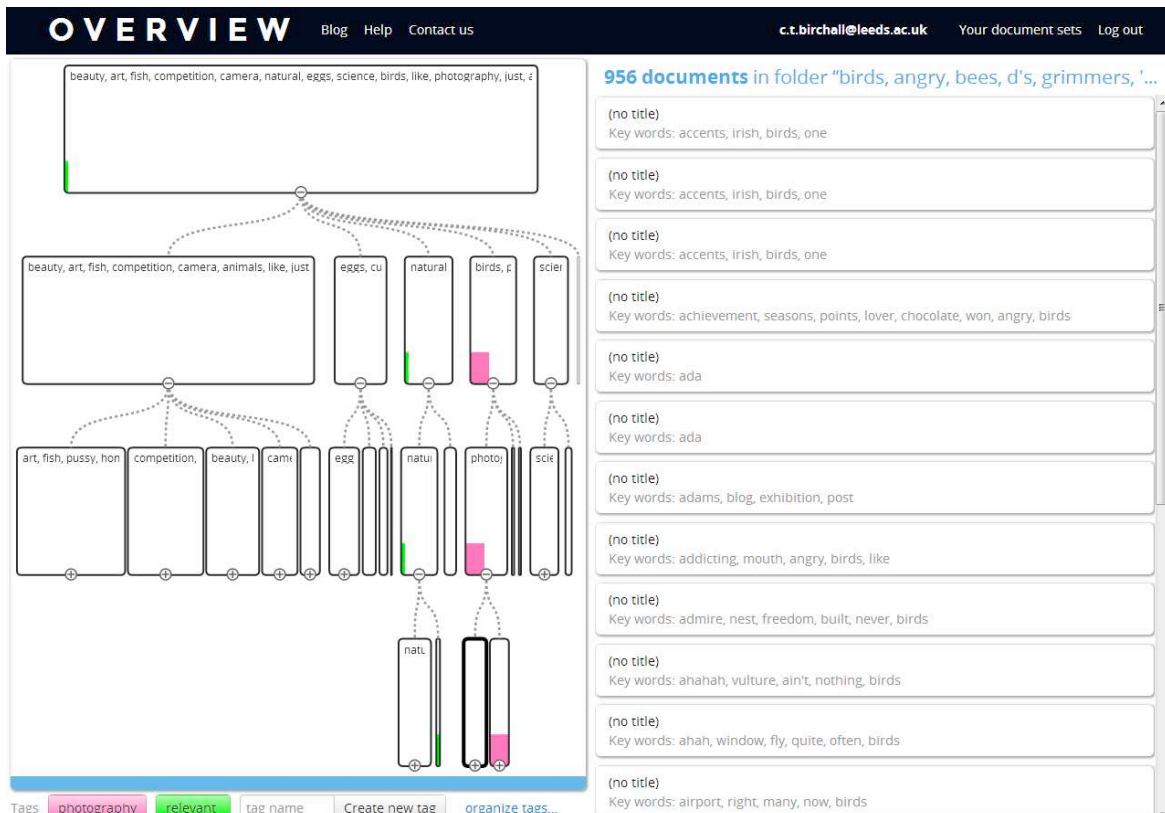 OVERVIEW Blog Help Contact us c.t.birchall@leeds.ac.uk Your document sets Log out
beauty, art, fish, competition, camera, natural, eggs, science, birds, like, photography, just, a
beauty, art, fish, competition, camera, animals, like, just
eggs, cu
natural
birds, p
scier
art, fish, pussy, hon
competition,
beauty, l
came
egg
natu
photo
scie
natu
Tags photography relevant tag name Create new tag organize tags...
956 documents in folder “birds, angry, bees, d's, grimmers, '...
(no title)
Key words: accents, irish, birds, one
(no title)
Key words: accents, irish, birds, one
(no title)
Key words: accents, irish, birds, one
(no title)
Key words: achievement, seasons, points, lover, chocolate, won, angry, birds
(no title)
Key words: ada
(no title)
Key words: ada
(no title)
Key words: adams, blog, exhibition, post
(no title)
Key words: addicting, mouth, angry, birds, like
(no title)
Key words: admire, nest, freedom, built, never, birds
(no title)
Key words: ahahah, vulture, ain't, nothing, birds
(no title)
Key words: ahah, window, fly, quite, often, birds
(no title)
Key words: airport, right, many, now, birds